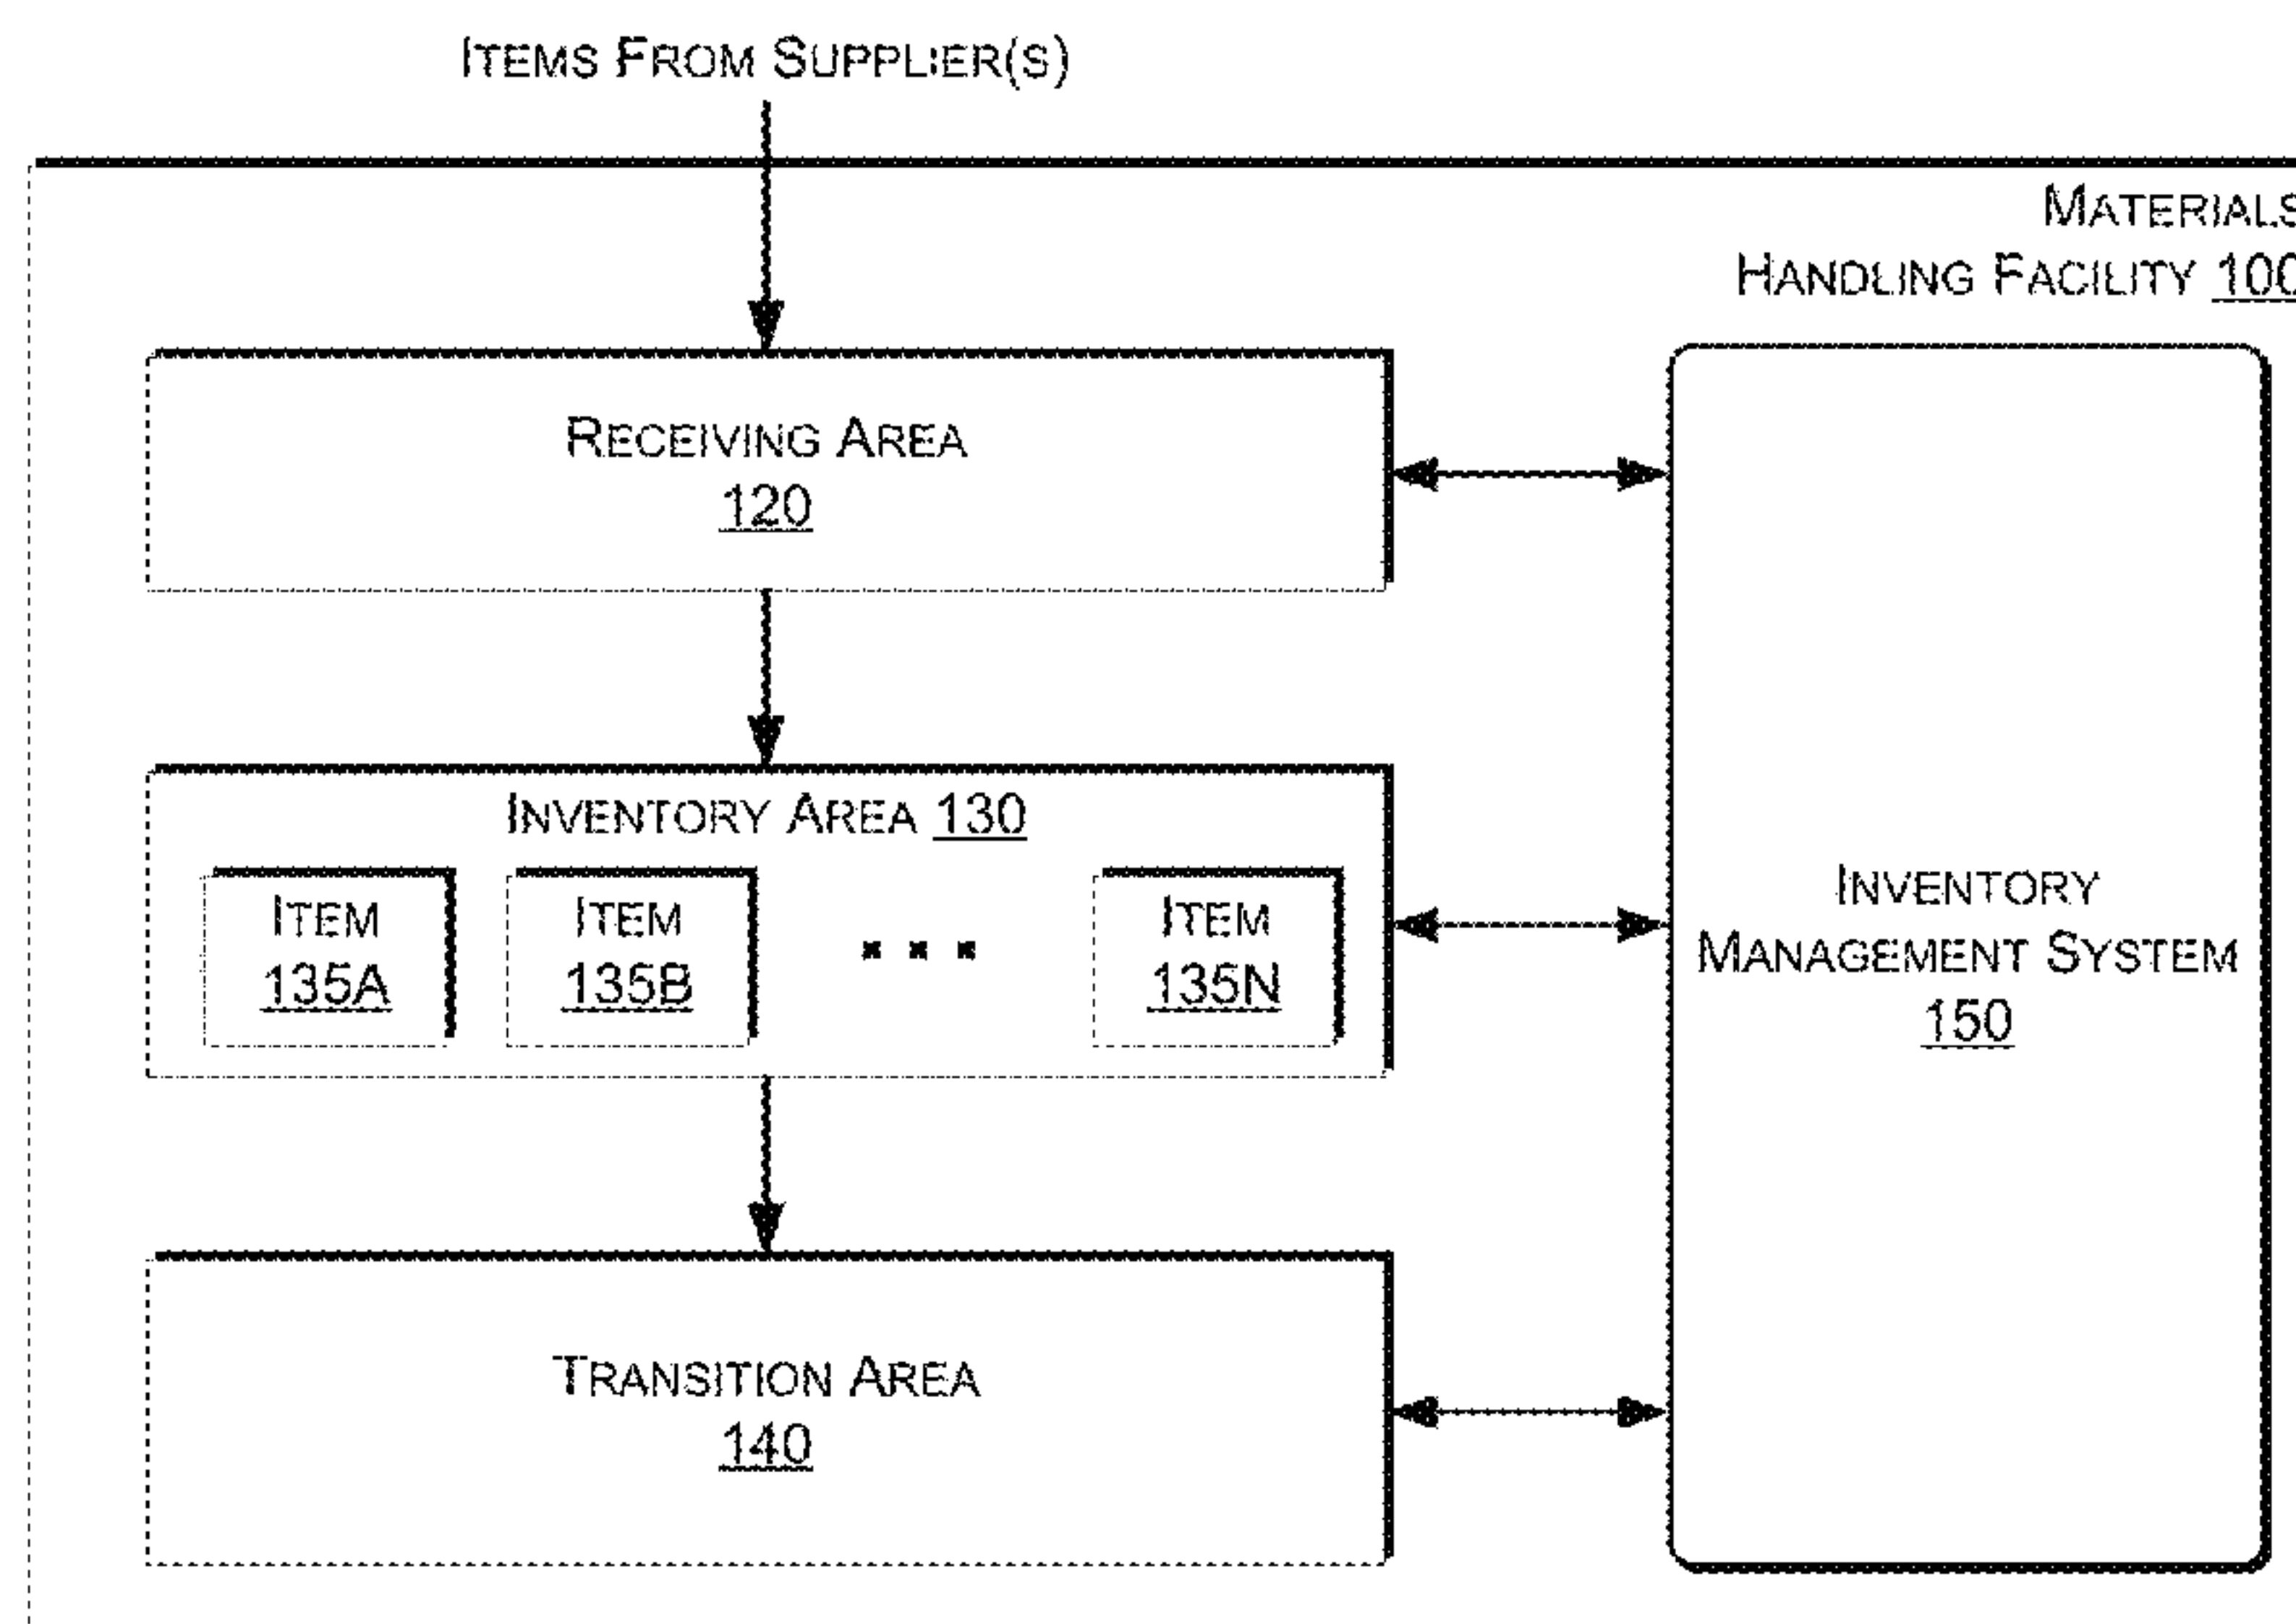 ITEMS FROM SUPPLIER(S)
MATERIALS
HANDLING FACILITY 100
RECEIVING AREA
120
INVENTORY AREA 130
ITEM
135A
ITEM
135B
...
ITEM
135N
INVENTORY
MANAGEMENT SYSTEM
150
TRANSITION AREA
140